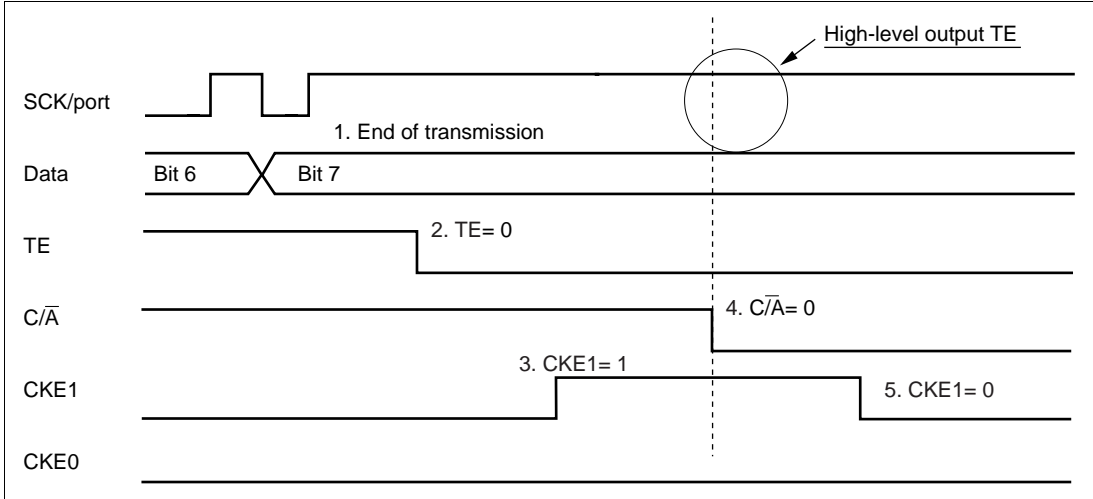 High-level output TE
SCK/port
1. End of transmission
Data
Bit 6
Bit 7
TE
2. TE= 0
C/A̅
4. C/A̅= 0
3. CKE1= 1
CKE1
5. CKE1= 0
CKE0